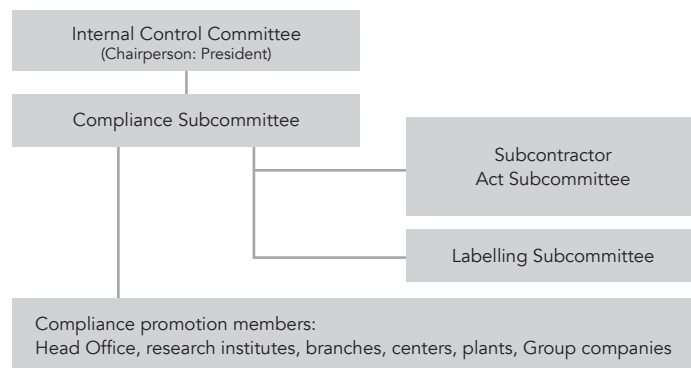 Internal Control Committee
(Chairperson: President)
Compliance Subcommittee
Subcontractor
Act Subcommittee
Labelling Subcommittee
Compliance promotion members:
Head Office, research institutes, branches, centers, plants, Group companies